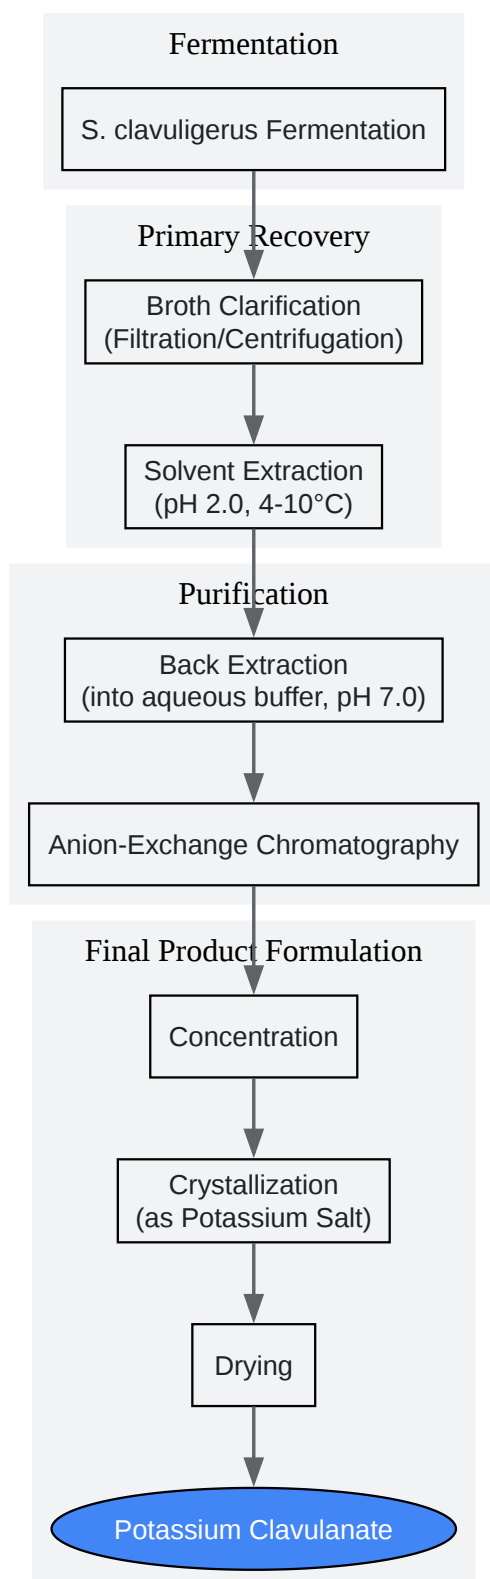 Fermentation
S. clavuligerus Fermentation
Primary Recovery
Broth Clarification
(Filtration/Centrifugation)
Solvent Extraction
(pH 2.0, 4-10°C)
Purification
Back Extraction
(into aqueous buffer, pH 7.0)
Anion-Exchange Chromatography
Final Product Formulation
Concentration
Crystallization
(as Potassium Salt)
Drying
Potassium Clavulanate